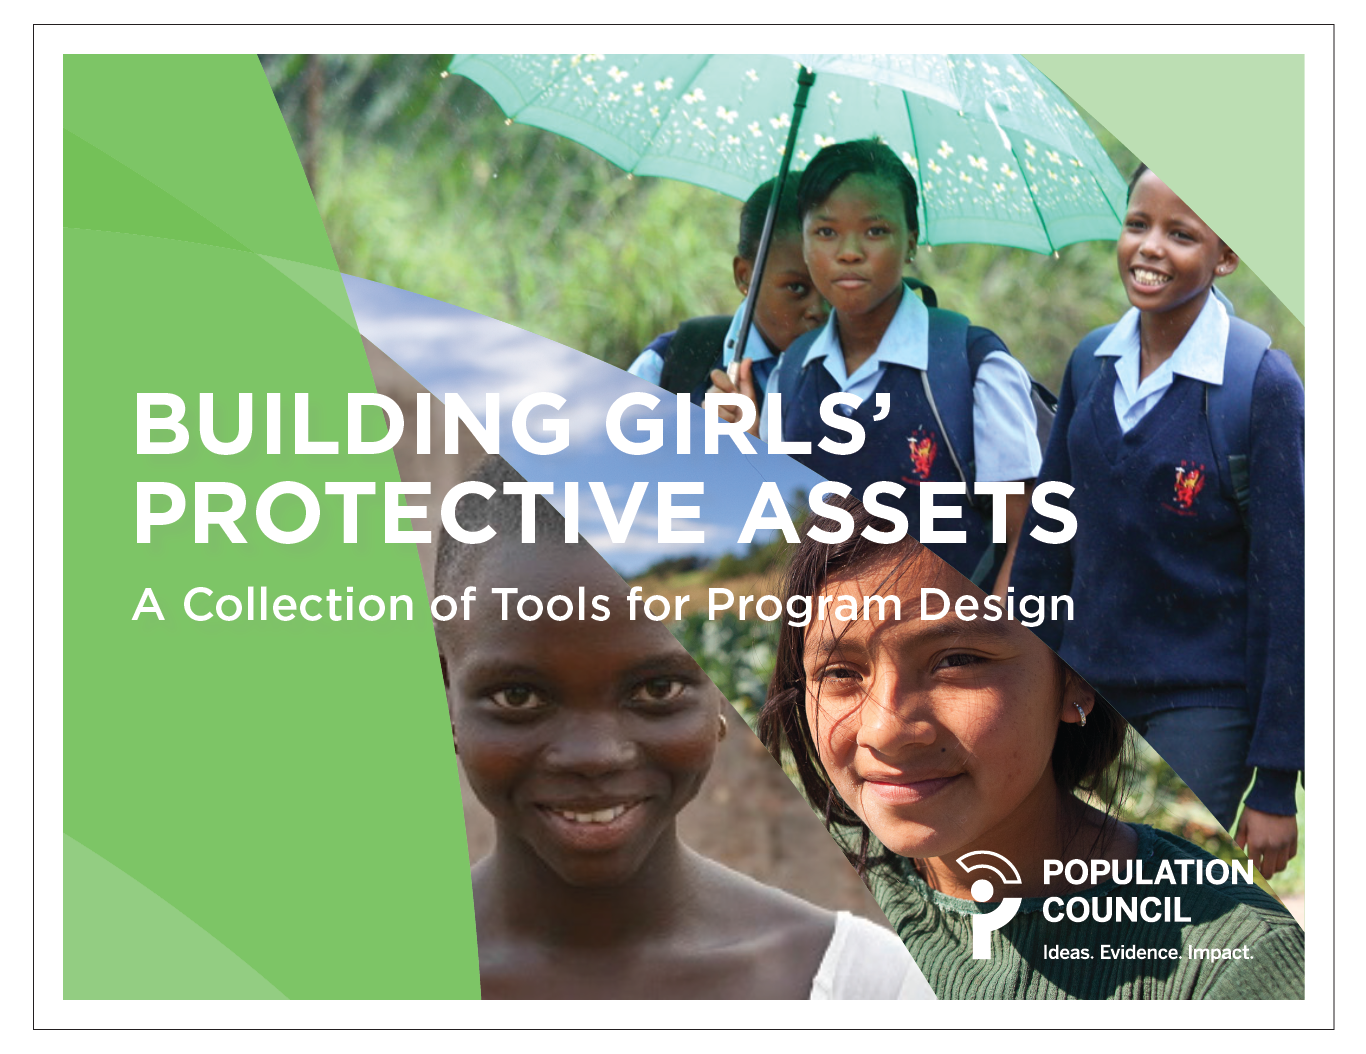 BUILDING GIRLS’
PROTECTIVE ASSETS
A Collection of Tools for Program Design
POPULATION
COUNCIL
Ideas. Evidence. Impact.